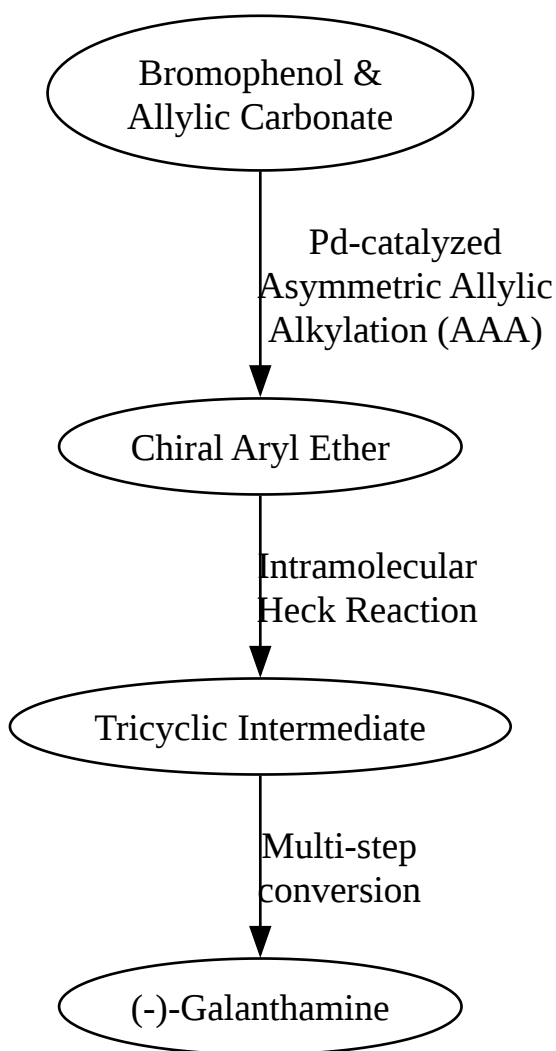 Bromophenol &
Allylic Carbonate
Pd-catalyzed
Asymmetric Allylic
Alkylation (AAA)
Chiral Aryl Ether
Intramolecular
Heck Reaction
Tricyclic Intermediate
Multi-step
conversion
(-)-Galanthamine